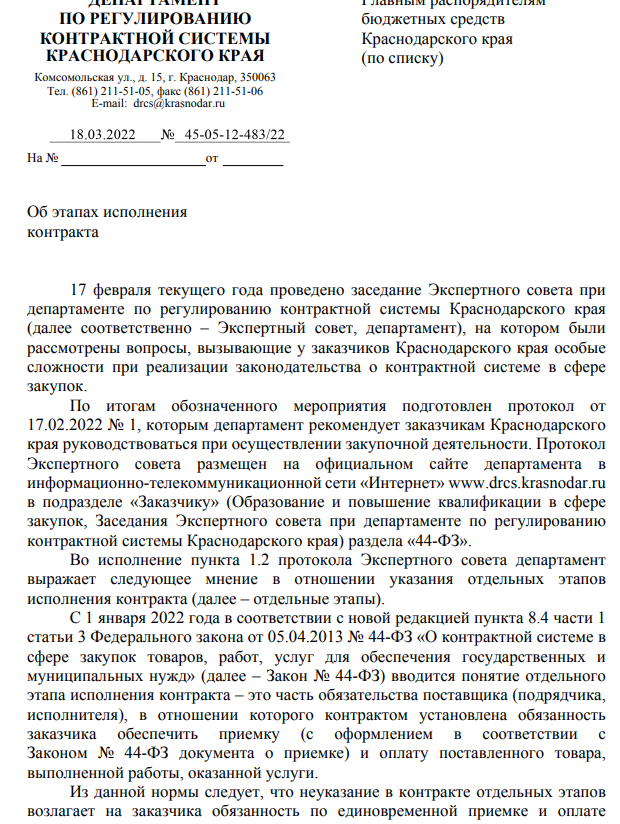 ДЕПАРТАМЕНТ
ПО РЕГУЛИРОВАНИЮ
КОНТРАКТНОЙ СИСТЕМЫ
КРАСНОДАРСКОГО КРАЯ
Комсомольская ул., д. 15, г. Краснодар, 350063
Тел. (861) 211-51-05, факс (861) 211-51-06
E-mail: drcs@krasnodar.ru
18.03.2022 № 45-05-12-483/22
На № от
Главным распорядителям
бюджетных средств
Краснодарского края
(по списку)
Об этапах исполнения
контракта
17 февраля текущего года проведено заседание Экспертного совета при
департаменте по регулированию контрактной системы Краснодарского края
(далее соответственно – Экспертный совет, департамент), на котором были
рассмотрены вопросы, вызывающие у заказчиков Краснодарского края особые
сложности при реализации законодательства о контрактной системе в сфере
закупок.
По итогам обозначенного мероприятия подготовлен протокол от
17.02.2022 № 1, которым департамент рекомендует заказчикам Краснодарского
края руководствоваться при осуществлении закупочной деятельности. Протокол
Экспертного совета размещен на официальном сайте департамента в
информационно-телекоммуникационной сети «Интернет» www.drcs.krasnodar.ru
в подразделе «Заказчику» (Образование и повышение квалификации в сфере
закупок, Заседания Экспертного совета при департаменте по регулированию
контрактной системы Краснодарского края) раздела «44-ФЗ».
Во исполнение пункта 1.2 протокола Экспертного совета департамент
выражает следующее мнение в отношении указания отдельных этапов
исполнения контракта (далее – отдельные этапы).
С 1 января 2022 года в соответствии с новой редакцией пункта 8.4 части 1
статьи 3 Федерального закона от 05.04.2013 № 44-ФЗ «О контрактной системе в
сфере закупок товаров, работ, услуг для обеспечения государственных и
муниципальных нужд» (далее – Закон № 44-ФЗ) вводится понятие отдельного
этапа исполнения контракта – это часть обязательства поставщика (подрядчика,
исполнителя), в отношении которого контрактом установлена обязанность
заказчика обеспечить приемку (с оформлением в соответствии с
Законом № 44-ФЗ документа о приемке) и оплату поставленного товара,
выполненной работы, оказанной услуги.
Из данной нормы следует, что неуказание в контракте отдельных этапов
возлагает на заказчика обязанность по единовременной приемке и оплате